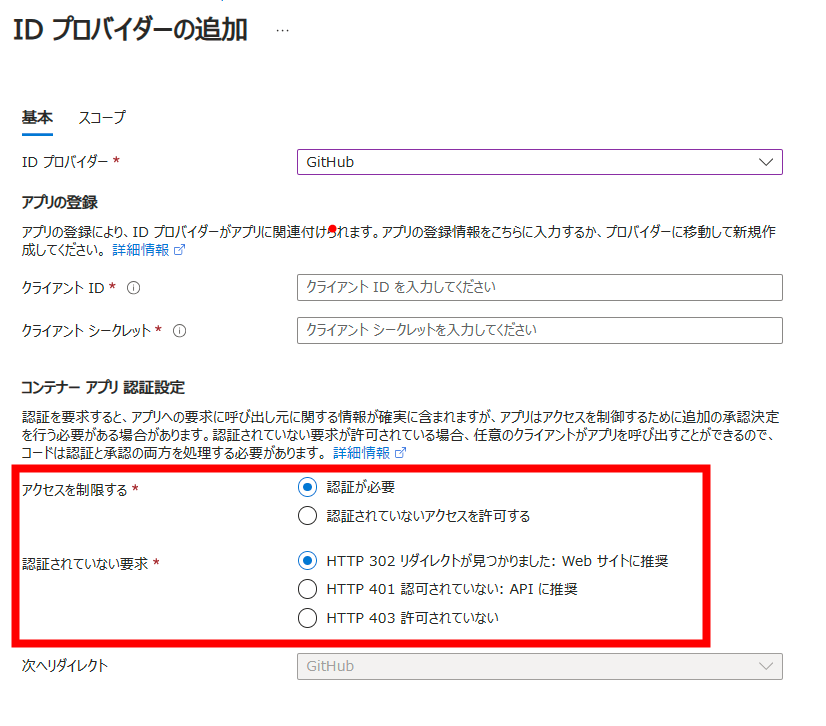 ID プロバイダーの追加 …
基本 スコープ
ID プロバイダー * GitHub
アプリの登録
アプリの登録により、ID プロバイダーがアプリに関連付けられます。アプリの登録情報をこちらに入力するか、プロバイダーに移動して新規作
成してください。 詳細情報
クライアント ID * クライアント ID を入力してください
クライアント シークレット * クライアント シークレットを入力してください
コンテナー アプリ 認証設定
認証を要求すると、アプリへの要求に呼び出し元に関する情報が確実に含まれますが、アプリはアクセスを制御するために追加の承認決定
を行う必要がある場合があります。認証されていない要求が許可されている場合、任意のクライアントがアプリを呼び出すことができるので、
コードは認証と承認の両方を処理する必要があります。 詳細情報
アクセスを制限する * 認証が必要
認証されていないアクセスを許可する
認証されていない要求 * HTTP 302 リダイレクトが見つかりました: Web サイトに推奨
HTTP 401 認可されていない: API に推奨
HTTP 403 許可されていない
次へリダイレクト GitHub